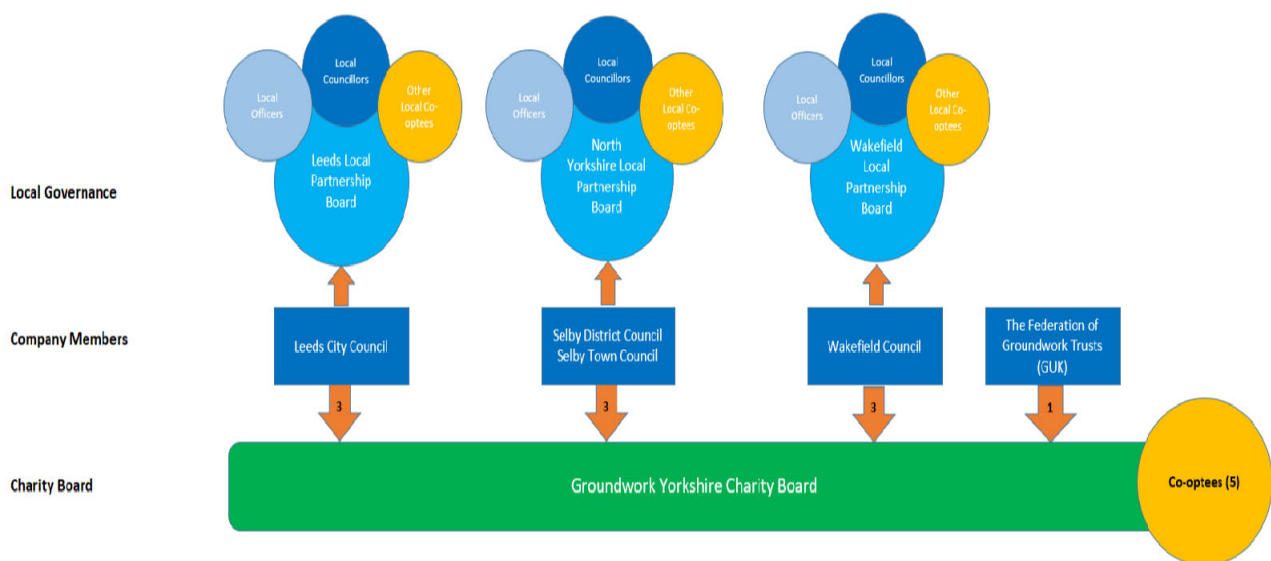 Local
Councillors
Local
Officers
Other
Local Co-
optees
Leeds Local
Partnership
Board
Local
Councillors
Local
Officers
Other
Local Co-
optees
North
Yorkshire Local
Partnership
Board
Local
Councillors
Local
Officers
Other
Local Co-
optees
Wakefield
Local
Partnership
Board
Local Governance
Company Members
Leeds City Council
Selby District Council
Selby Town Council
Wakefield Council
The Federation of
Groundwork Trusts
(GUK)
3
3
3
1
Charity Board
Groundwork Yorkshire Charity Board
Co-optees (5)